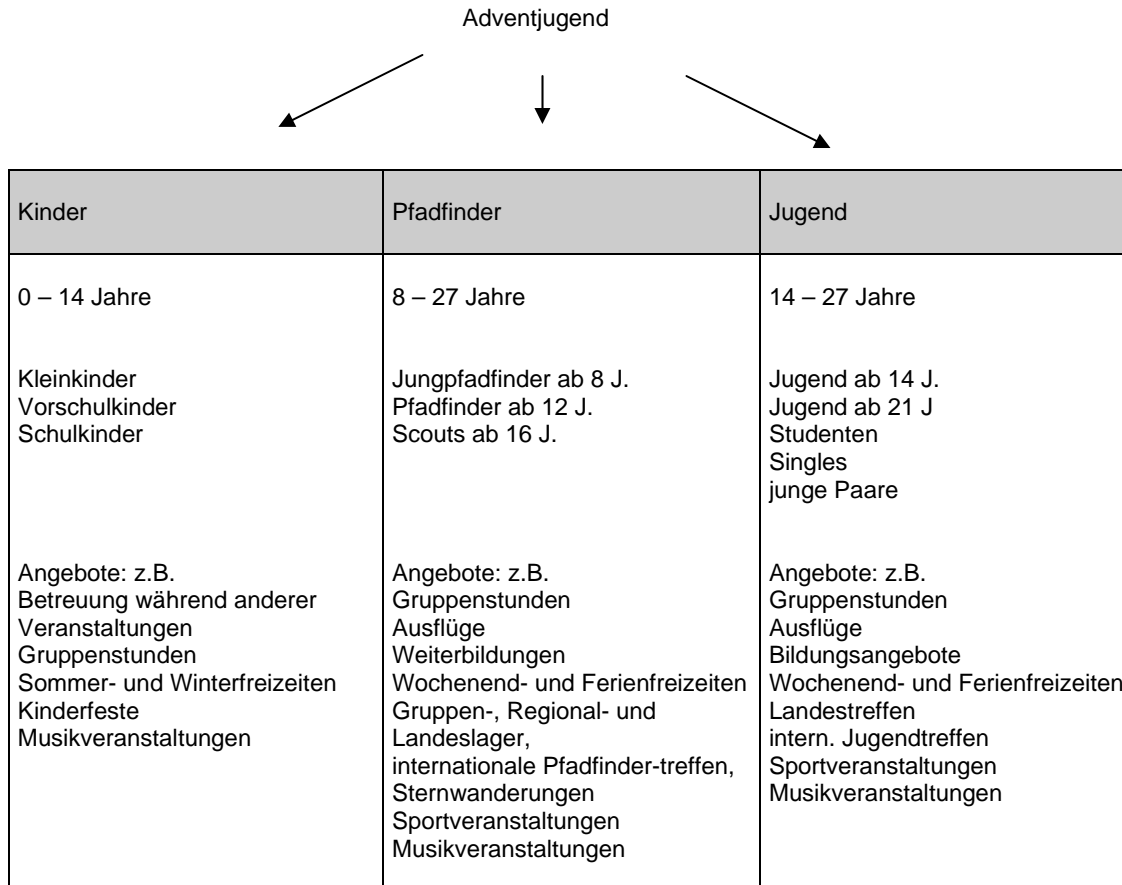 Adventjugend
Kinder
Pfadfinder
Jugend
0 – 14 Jahre
8 – 27 Jahre
14 – 27 Jahre
Kleinkinder
Vorschulkinder
Schulkinder
Jungpfadfinder ab 8 J.
Pfadfinder ab 12 J.
Scouts ab 16 J.
Jugend ab 14 J.
Jugend ab 21 J
Studenten
Singles
junge Paare
Angebote: z.B.
Betreuung während anderer
Veranstaltungen
Gruppenstunden
Sommer- und Winterfreizeiten
Kinderfeste
Musikveranstaltungen
Angebote: z.B.
Gruppenstunden
Ausflüge
Weiterbildungen
Wochenend- und Ferienfreizeiten
Gruppen-, Regional- und
Landeslager,
internationale Pfadfinder-treffen,
Sternwanderungen
Sportveranstaltungen
Musikveranstaltungen
Angebote: z.B.
Gruppenstunden
Ausflüge
Bildungsangebote
Wochenend- und Ferienfreizeiten
Landestreffen
intern. Jugendtreffen
Sportveranstaltungen
Musikveranstaltungen